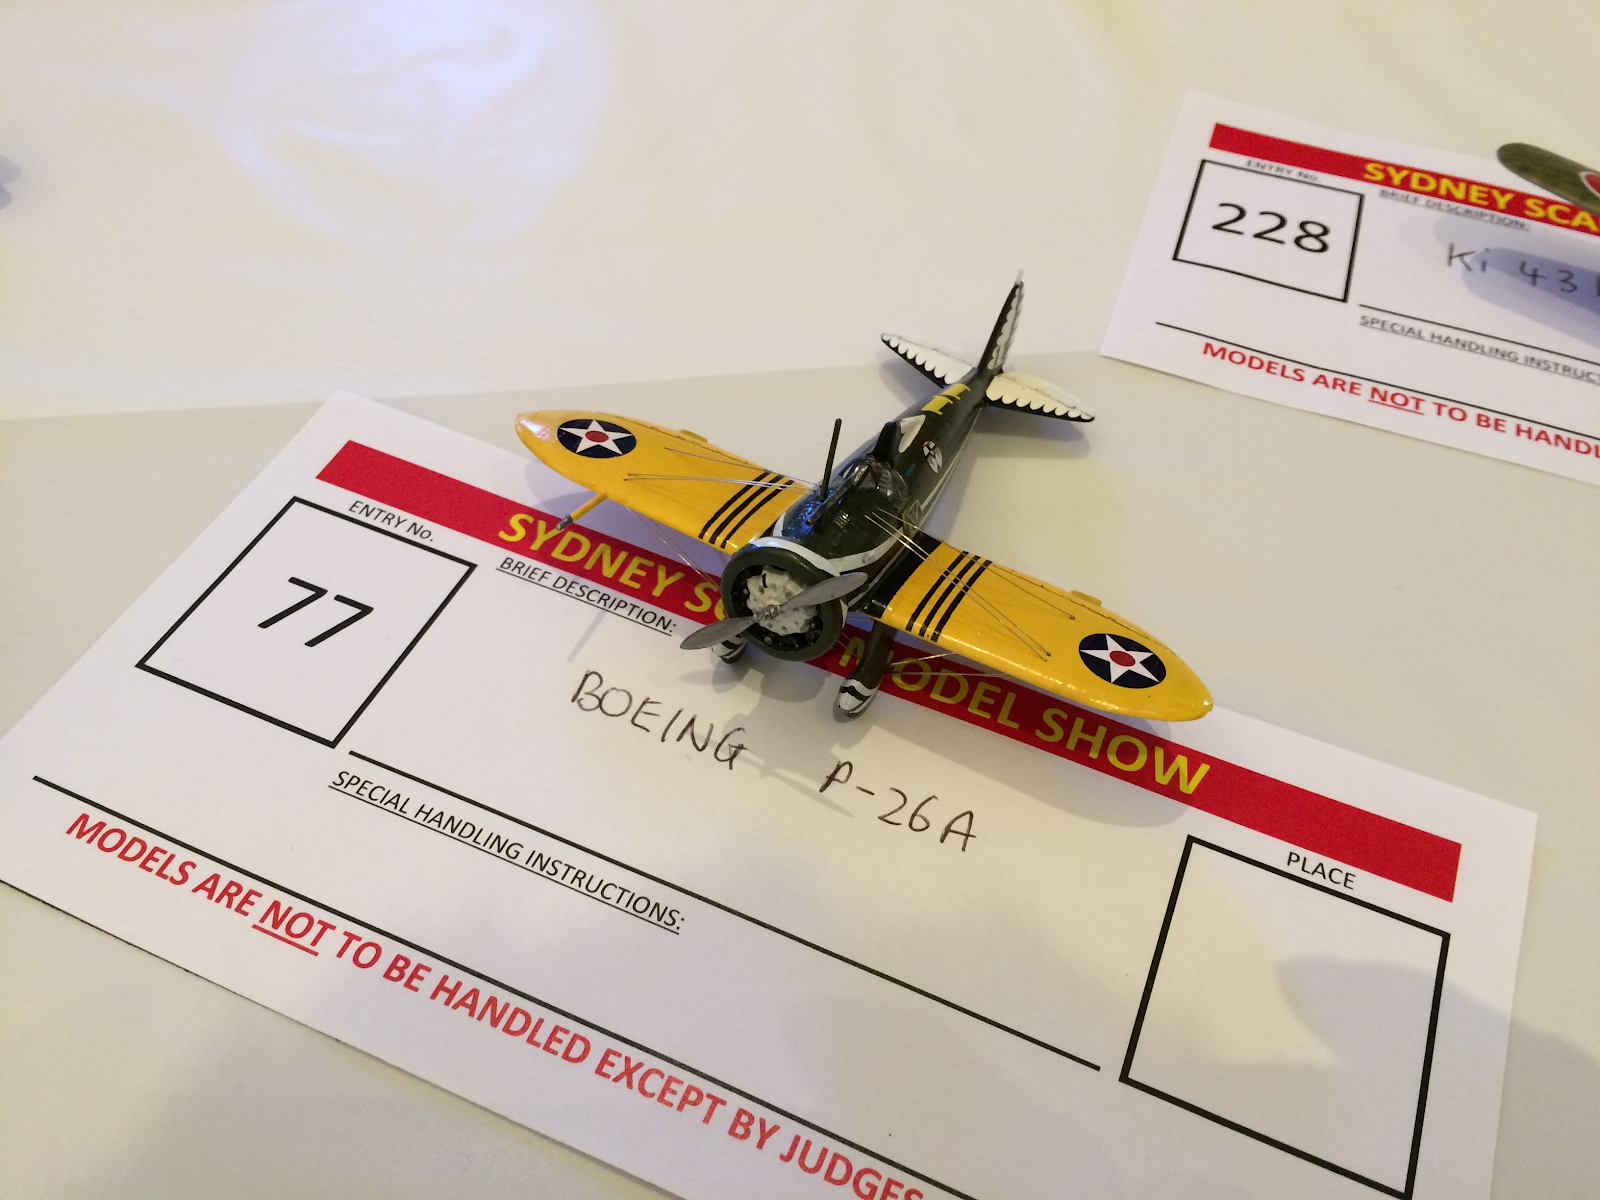 SYDNEY SCA
ENTRY No.
BRIEF DESCRIPTION:
228
Ki 43
SPECIAL HANDLING INSTRUCT
MODELS ARE NOT TO BE HANDL
SYDNEY SC MODEL SHOW
ENTRY No.
BRIEF DESCRIPTION:
77
BOEING P-26A
PLACE
SPECIAL HANDLING INSTRUCTIONS:
MODELS ARE NOT TO BE HANDLED EXCEPT BY JUDGES